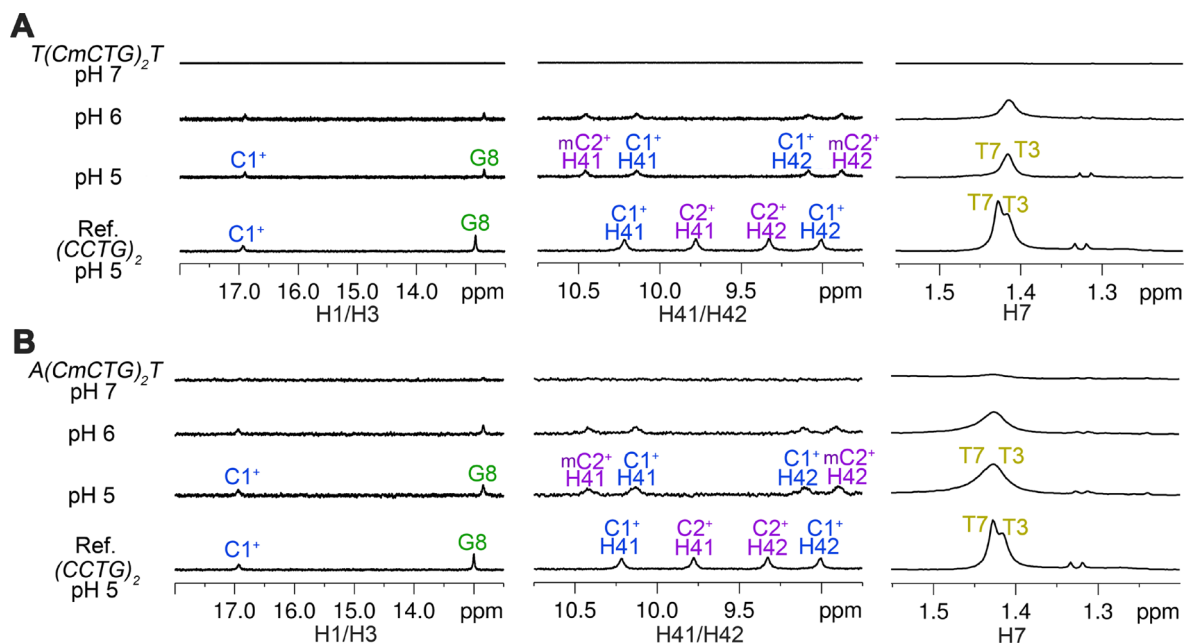 A
T(CmCTG)₂T
pH 7
pH 6
mC2⁺ C1⁺ C1⁺ mC2⁺
C1⁺ G8 H41 H41 H42 H42 T7 T3
pH 5
Ref. C1⁺ C2⁺ C2⁺ C1⁺ T7 T3
C1⁺ G8 H41 H41 H42 H42
(CCTG)₂
pH 5
17.0 16.0 15.0 14.0 ppm 10.5 10.0 9.5 ppm 1.5 1.4 1.3 ppm
H1/H3 H41/H42 H7
B
A(CmCTG)₂T
pH 7
pH 6
mC2⁺ C1⁺ C1⁺ mC2⁺ T7 T3
C1⁺ G8 H41 H41 H42 H42
pH 5
C1⁺ C2⁺ C2⁺ C1⁺ T7 T3
Ref. C1⁺ G8 H41 H41 H42 H42
(CCTG)₂
pH 5
17.0 16.0 15.0 14.0 ppm 10.5 10.0 9.5 ppm 1.5 1.4 1.3 ppm
H1/H3 H41/H42 H7